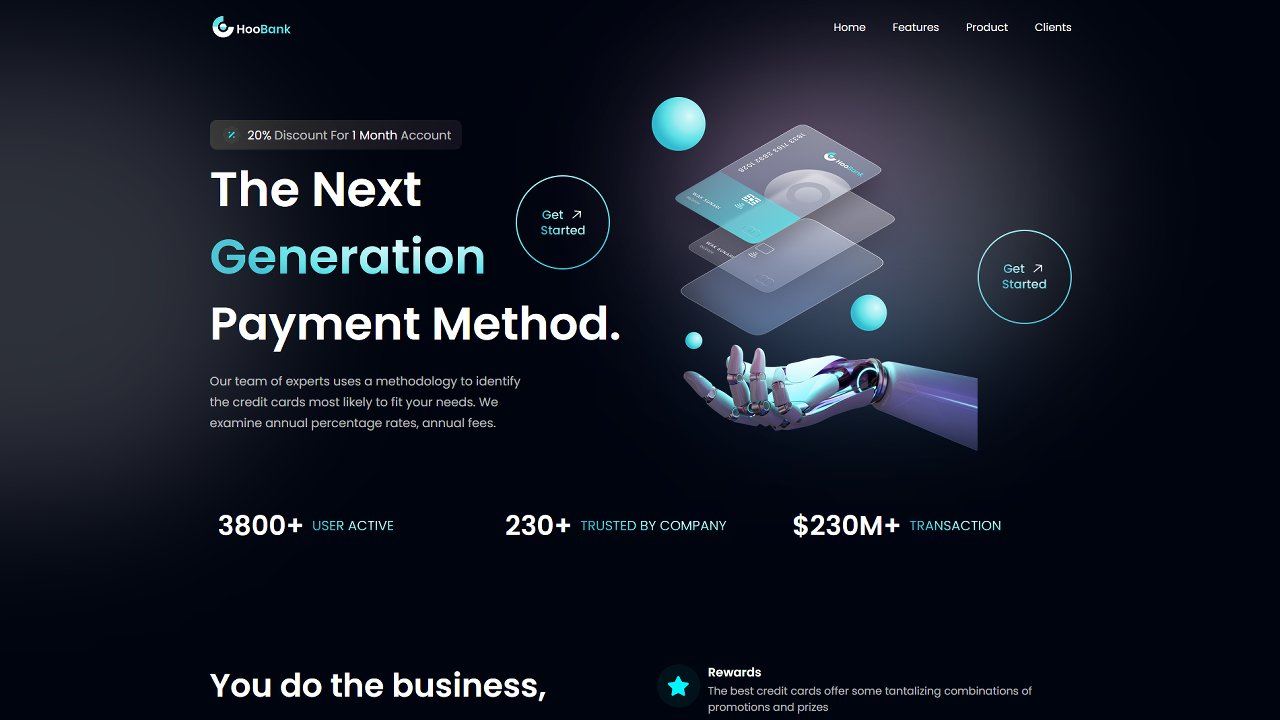 HooBank
Home Features Product Clients
20% Discount For 1 Month Account
The Next
Generation
Payment Method.
Get
Started
Our team of experts uses a methodology to identify
the credit cards most likely to fit your needs. We
examine annual percentage rates, annual fees.
HooBank
Get
Started
3800+ USER ACTIVE
230+ TRUSTED BY COMPANY
$230M+ TRANSACTION
You do the business,
Rewards
The best credit cards offer some tantalizing combinations of
promotions and prizes